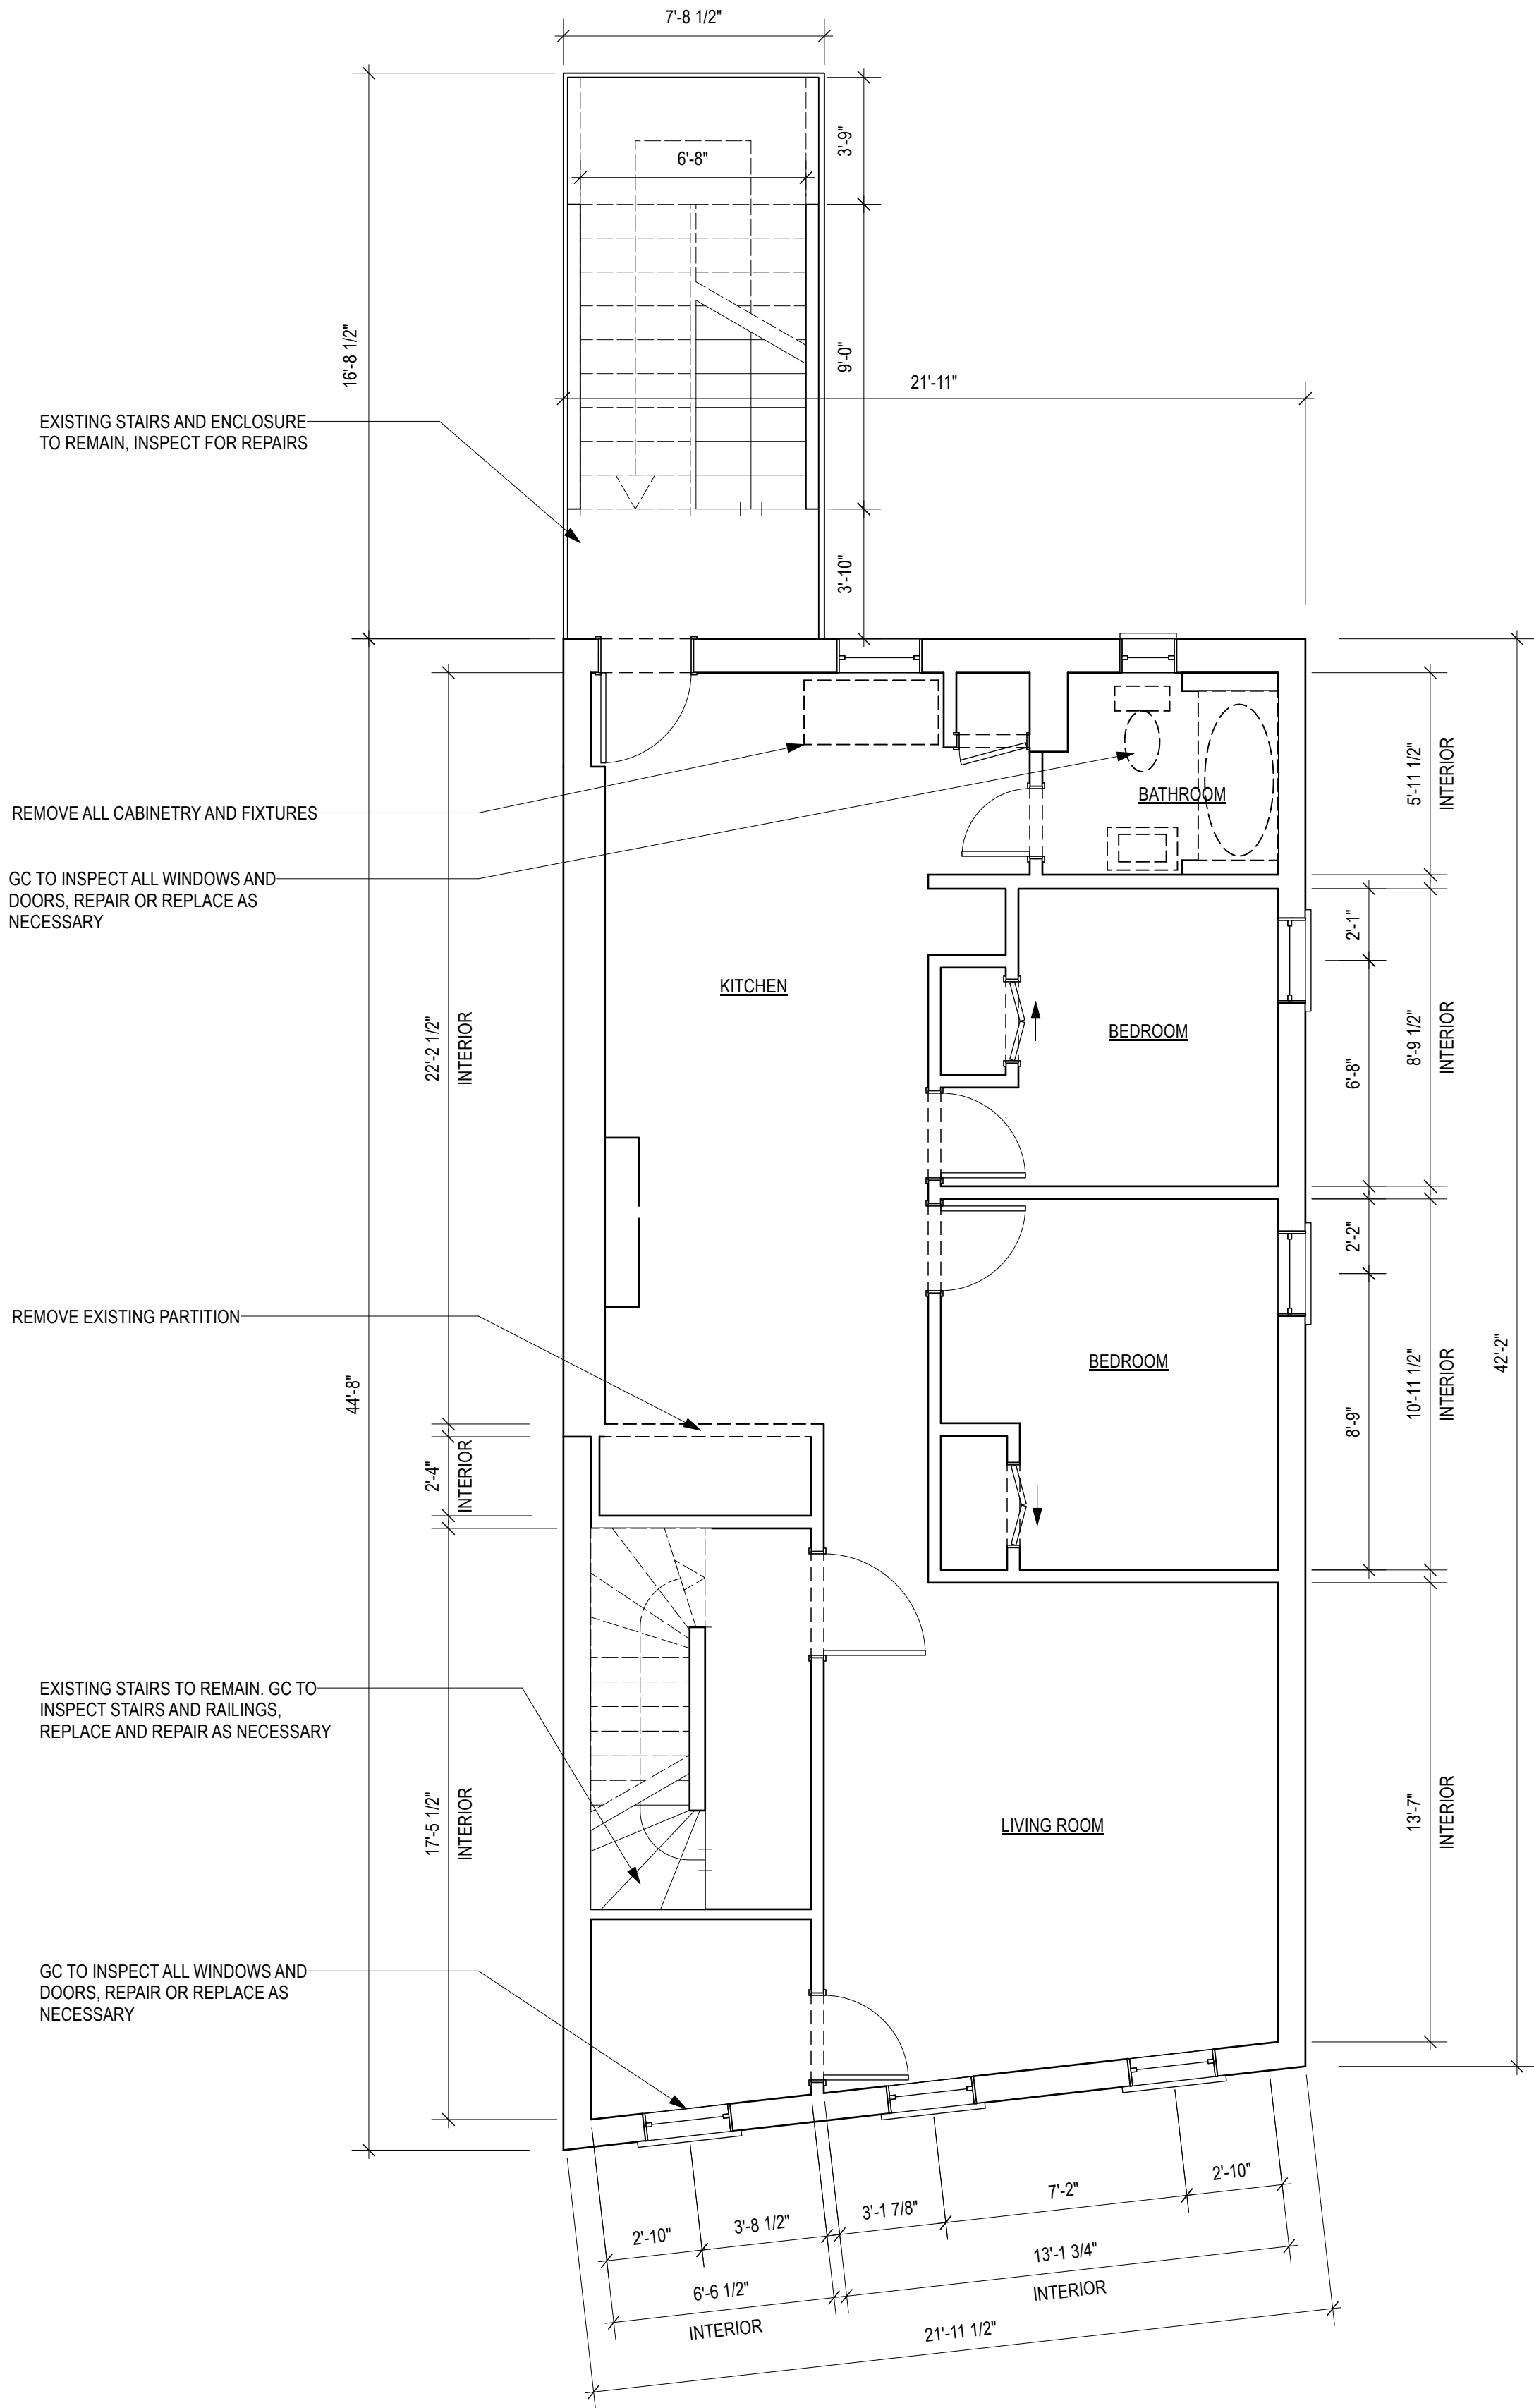 7'-8 1/2"
3'-9"
6'-8"
16'-8 1/2"
9'-0"
21'-11"
EXISTING STAIRS AND ENCLOSURE
TO REMAIN, INSPECT FOR REPAIRS
3'-10"
5'-11 1/2"
INTERIOR
BATHROOM
REMOVE ALL CABINETRY AND FIXTURES
GC TO INSPECT ALL WINDOWS AND
DOORS, REPAIR OR REPLACE AS
NECESSARY
2'-1"
KITCHEN
BEDROOM
22'-2 1/2"
INTERIOR
8'-9 1/2"
INTERIOR
6'-8"
2'-2"
REMOVE EXISTING PARTITION
BEDROOM
42'-2"
44'-8"
10'-11 1/2"
INTERIOR
8'-9"
2'-4"
INTERIOR
EXISTING STAIRS TO REMAIN. GC TO
INSPECT STAIRS AND RAILINGS,
REPLACE AND REPAIR AS NECESSARY
17'-5 1/2"
INTERIOR
LIVING ROOM
13'-7"
INTERIOR
GC TO INSPECT ALL WINDOWS AND
DOORS, REPAIR OR REPLACE AS
NECESSARY
2'-10"
3'-8 1/2"
3'-1 7/8"
7'-2"
2'-10"
6'-6 1/2"
INTERIOR
13'-1 3/4"
INTERIOR
21'-11 1/2"